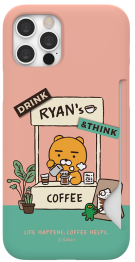 DRINK
RYAN's
&THINK
COFFEE
LIFE HAPPENS, COFFEE HELPS.